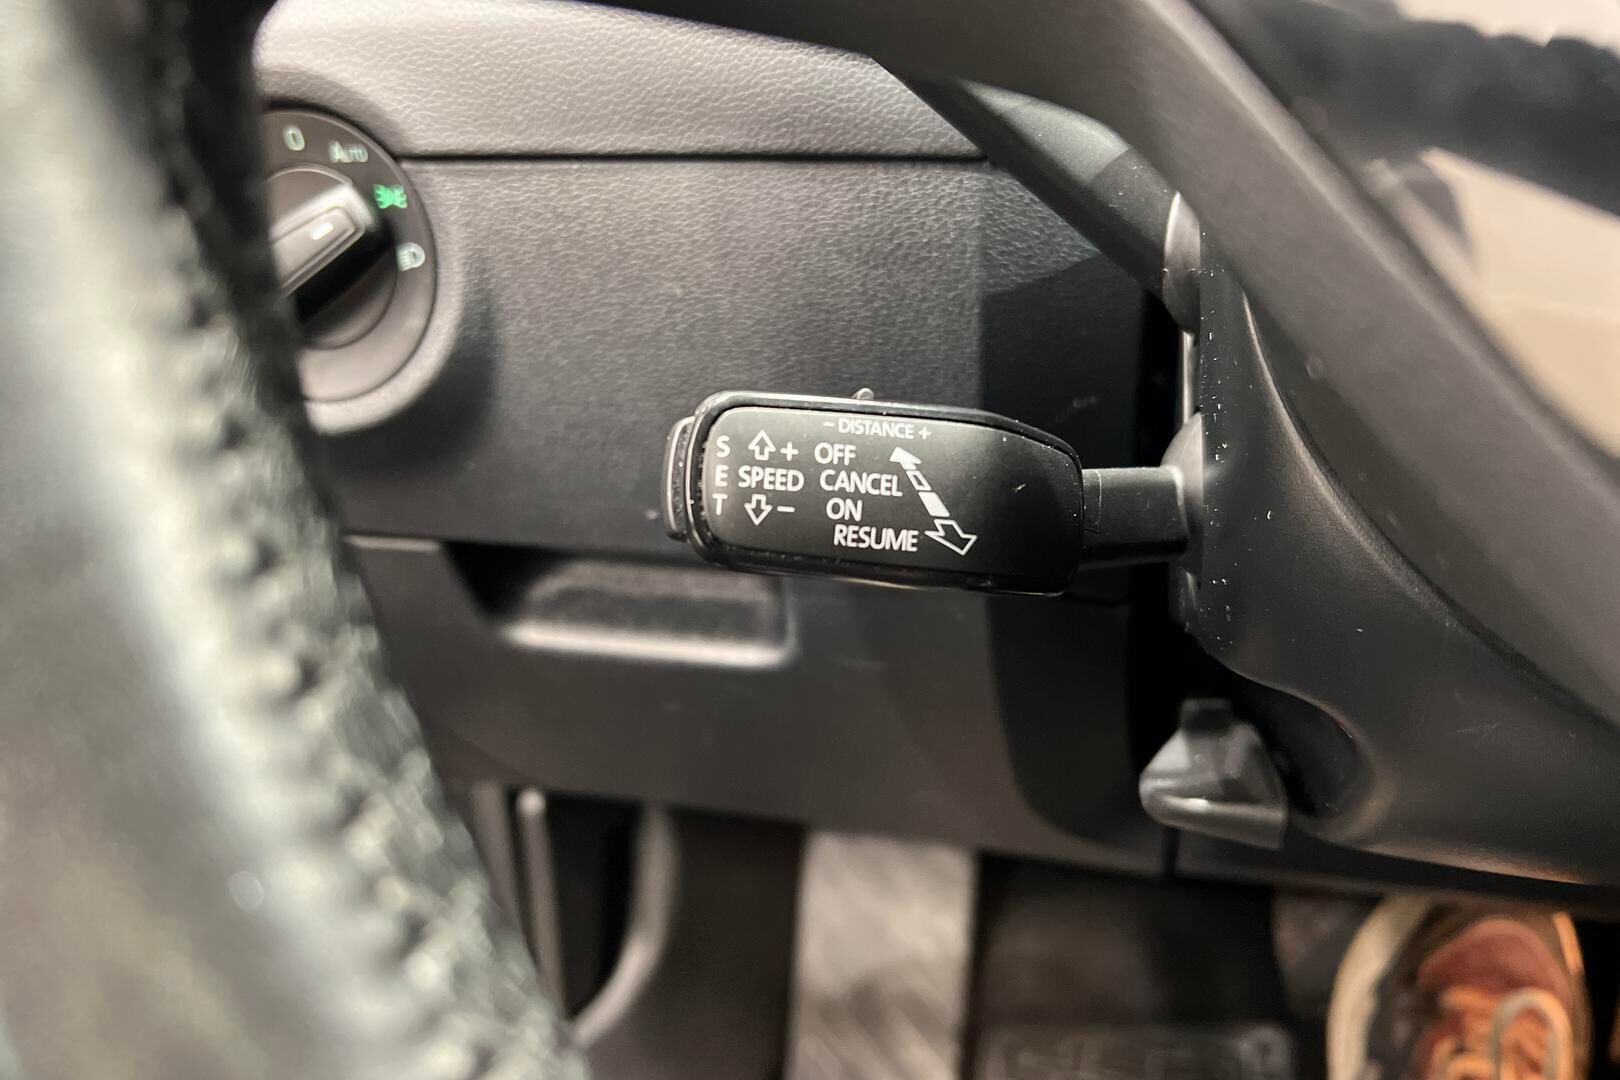 0
Auto
- DISTANCE +
S + OFF
E SPEED CANCEL
T - ON
RESUME